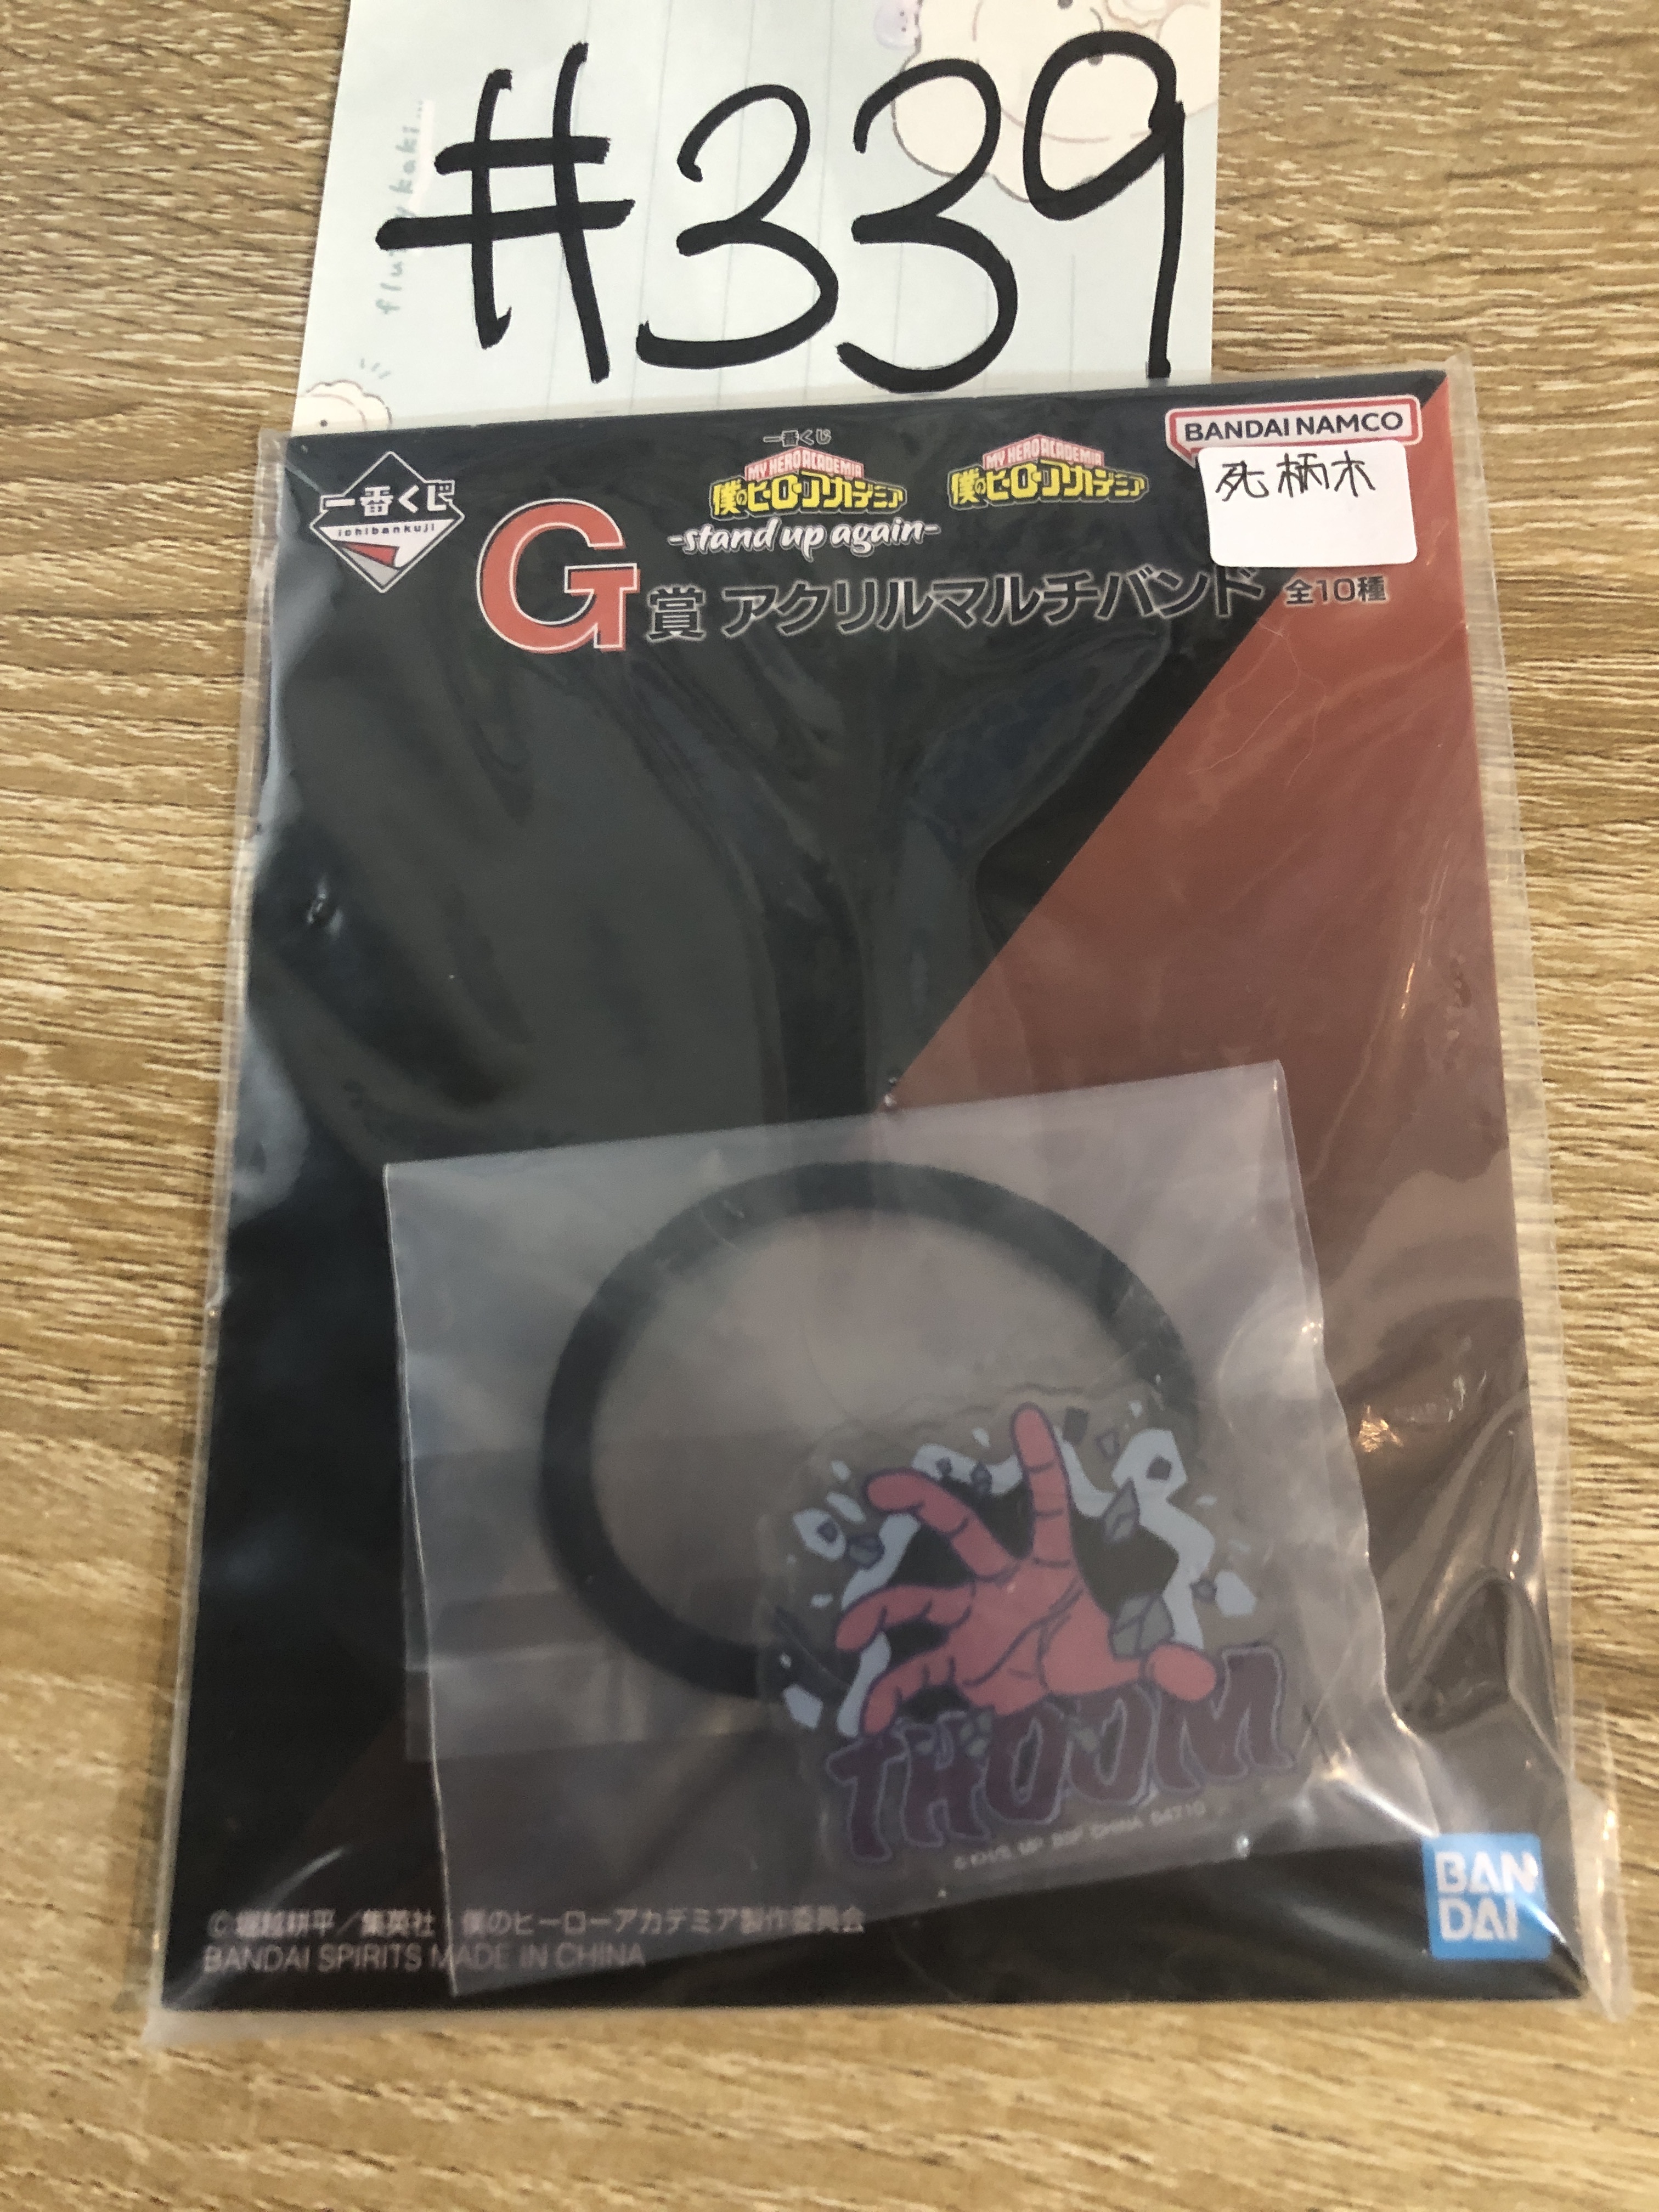 #339
fluffy kaki...
一番くじ
ichibankuji
一番くじ
MY HERO ACADEMIA
僕のヒーローアカデミア
-stand up again-
MY HERO ACADEMIA
僕のヒーローアカデミア
BANDAI NAMCO
死柄木
G賞 アクリルマルチバンド 全10種
THOOM
©堀越耕平/集英社・僕のヒーローアカデミア製作委員会
BANDAI SPIRITS MADE IN CHINA
BAN
DAI